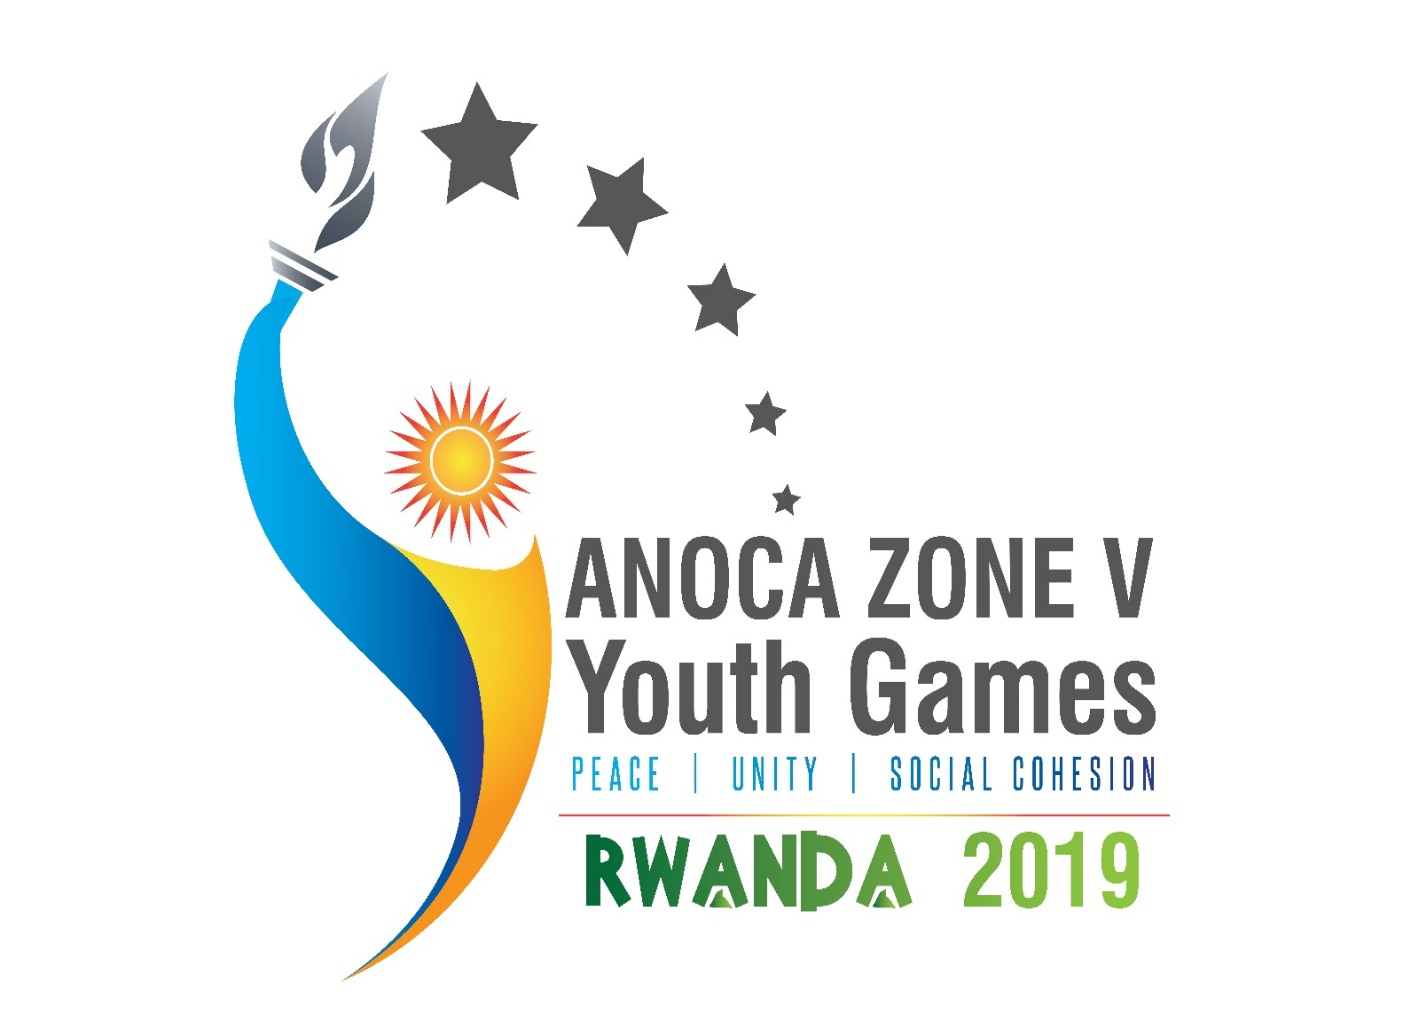 ANOCA ZONE V
Youth Games
PEACE | UNITY | SOCIAL COHESION
RWANDA 2019